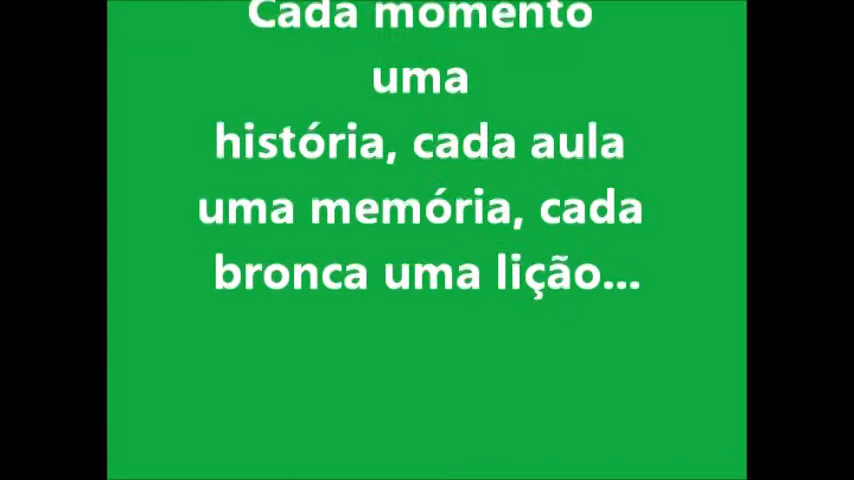 Cada momento
uma
história, cada aula
uma memória, cada
bronca uma lição...